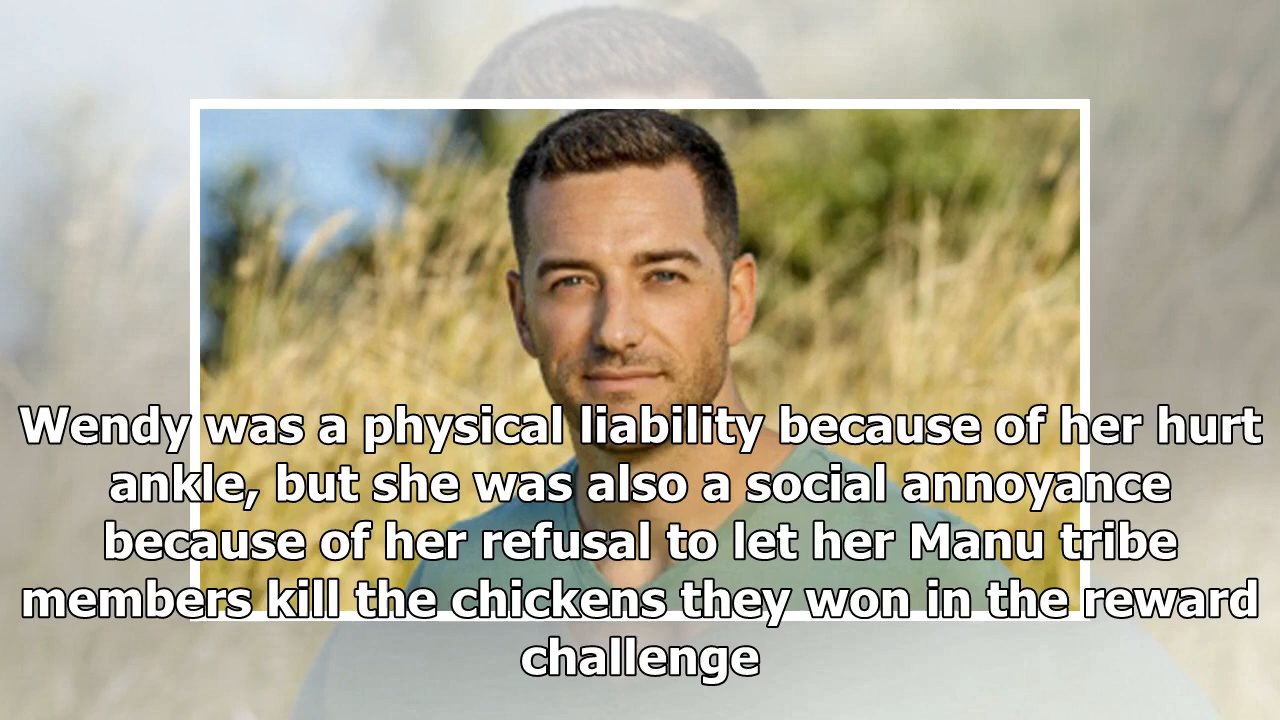 Wendy was a physical liability because of her hurt
ankle, but she was also a social annoyance
because of her refusal to let her Manu tribe
members kill the chickens they won in the reward
challenge